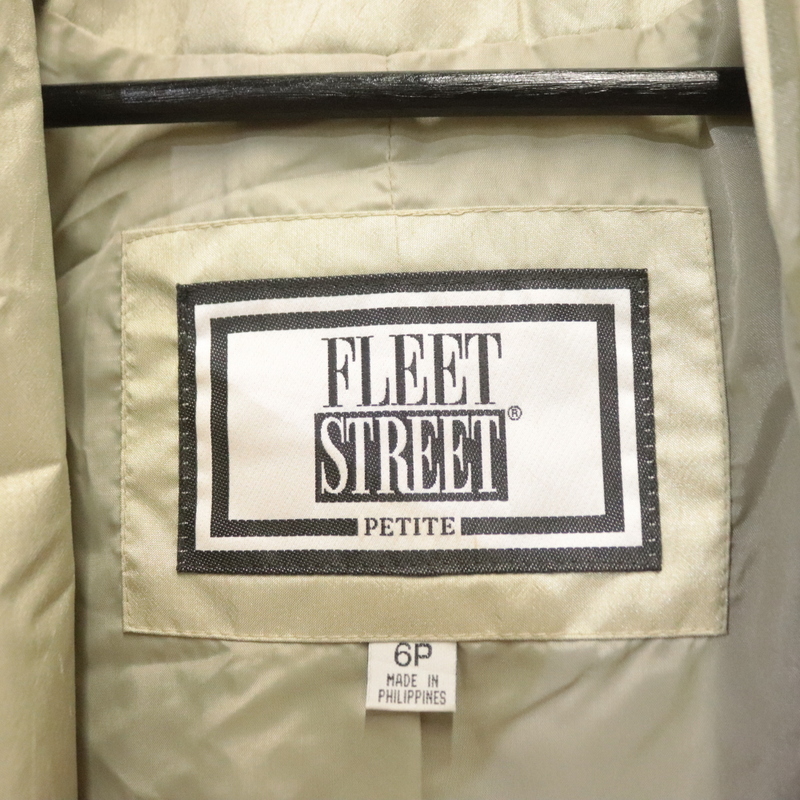 FLEET
STREET®
PETITE
6P
MADE IN
PHILIPPINES